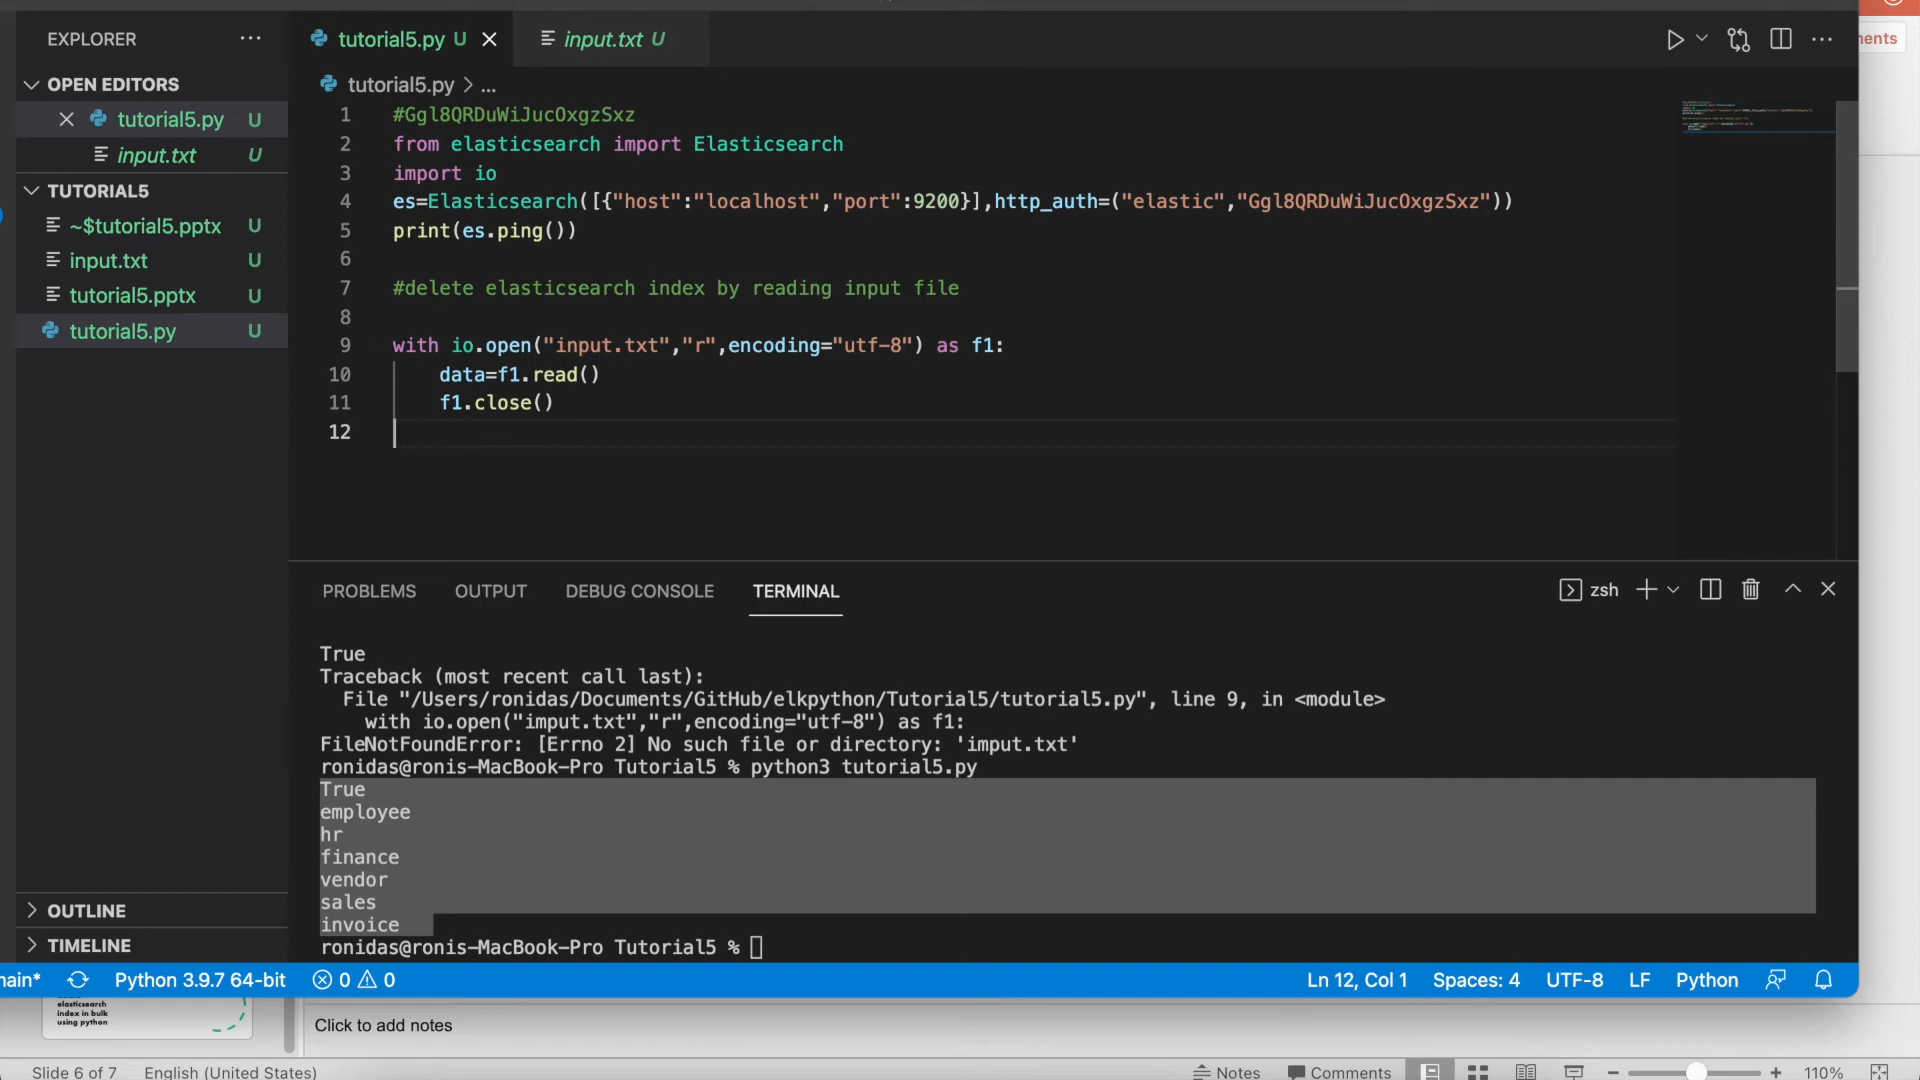 EXPLORER
tutorial5.py U
input.txt U
ents
OPEN EDITORS
tutorial5.py U
input.txt U
TUTORIAL5
~$tutorial5.pptx U
input.txt U
tutorial5.pptx U
tutorial5.py U
OUTLINE
TIMELINE
tutorial5.py > ...
1 #Ggl8QRDuWiJucOxgzSxz
2 from elasticsearch import Elasticsearch
3 import io
4 es=Elasticsearch([{"host":"localhost","port":9200}],http_auth=("elastic","Ggl8QRDuWiJucOxgzSxz"))
5 print(es.ping())
6
7 #delete elasticsearch index by reading input file
8
9 with io.open("input.txt","r",encoding="utf-8") as f1:
10 data=f1.read()
11 f1.close()
12
PROBLEMS OUTPUT DEBUG CONSOLE TERMINAL
zsh
True
Traceback (most recent call last):
File "/Users/ronidas/Documents/GitHub/elkpython/Tutorial5/tutorial5.py", line 9, in <module>
with io.open("imput.txt","r",encoding="utf-8") as f1:
FileNotFoundError: [Errno 2] No such file or directory: 'imput.txt'
ronidas@ronis-MacBook-Pro Tutorial5 % python3 tutorial5.py
True
employee
hr
finance
vendor
sales
invoice
ronidas@ronis-MacBook-Pro Tutorial5 %
main* Python 3.9.7 64-bit 0 0 Ln 12, Col 1 Spaces: 4 UTF-8 LF Python
elasticsearch
index in bulk
using python
Click to add notes
Slide 6 of 7 English (United States) Notes Comments 110%